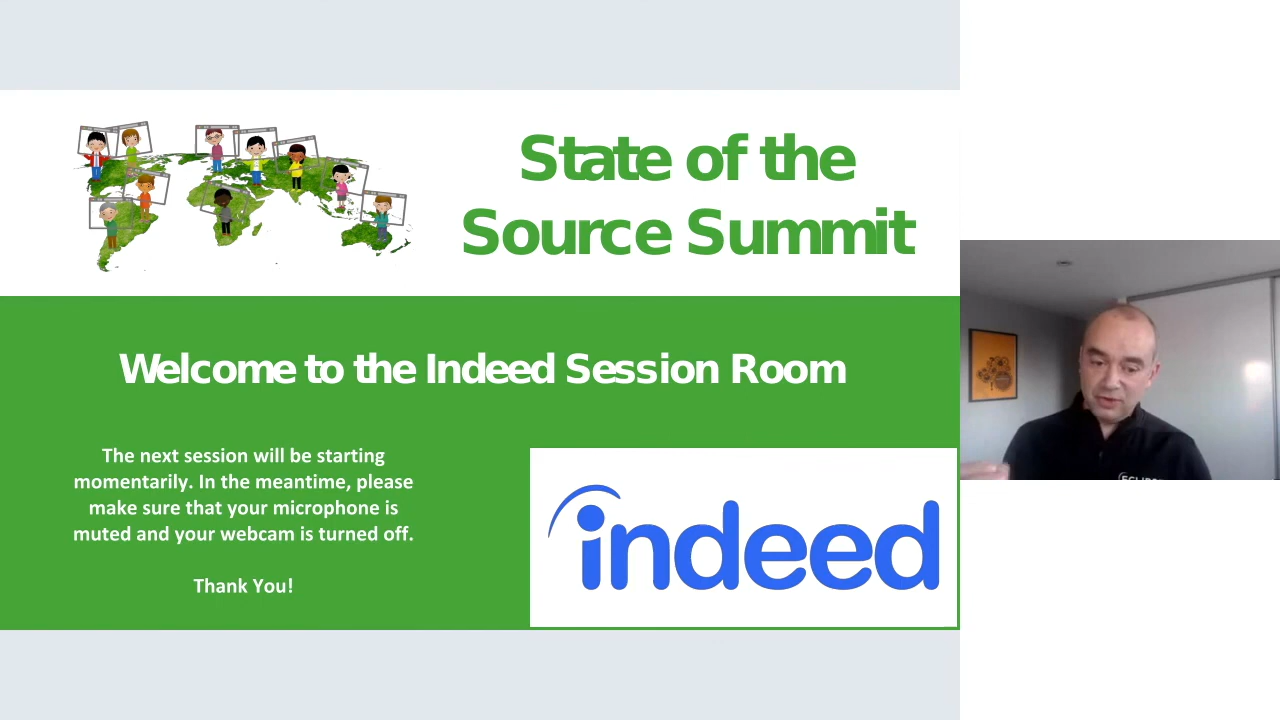 State of the
Source Summit
Welcome to the Indeed Session Room
The next session will be starting
momentarily. In the meantime, please
make sure that your microphone is
muted and your webcam is turned off.
Thank You!
indeed